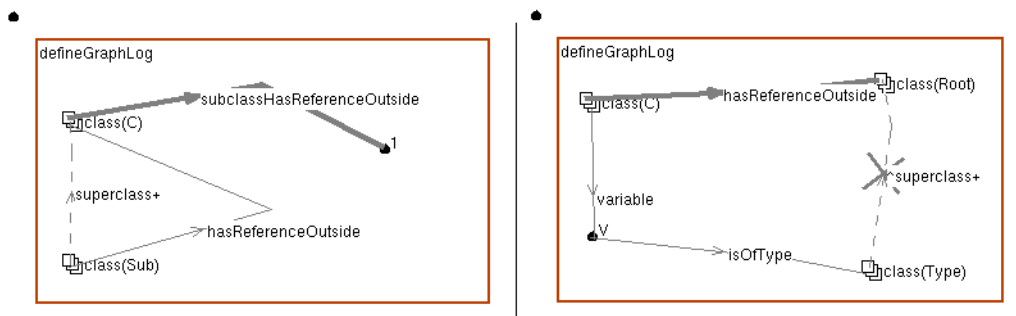 defineGraphLog
subclassHasReferenceOutside
class(C)
1
superclass+
hasReferenceOutside
class(Sub)
defineGraphLog
class(Root)
hasReferenceOutside
class(C)
superclass+
variable
V
isOfType
class(Type)